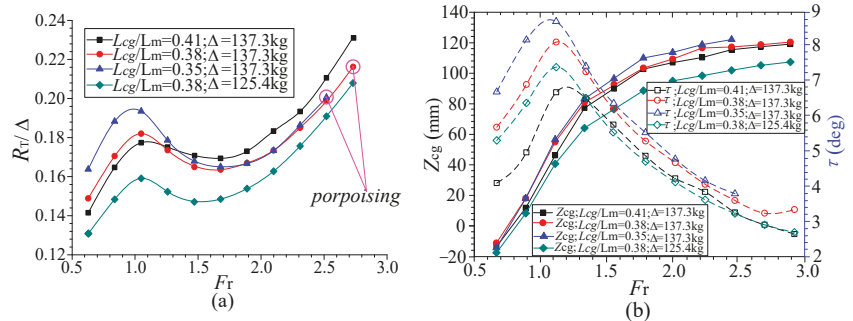 (a)
Lcg/Lm=0.41;Δ=137.3kg
Lcg/Lm=0.38;Δ=137.3kg
Lcg/Lm=0.35;Δ=137.3kg
Lcg/Lm=0.38;Δ=125.4kg
0.24
0.22
0.20
0.18
0.16
0.14
0.12
RT/Δ
porpoising
0.5 1.0 1.5 2.0 2.5 3.0
Fr
(a)
(b)
140
120
100
80
60
40
20
0
−20
Zcg (mm)
9
8
7
6
5
4
3
2
τ (deg)
τ ;Lcg/Lm=0.41;Δ=137.3kg
τ ;Lcg/Lm=0.38;Δ=137.3kg
τ ;Lcg/Lm=0.35;Δ=137.3kg
τ ;Lcg/Lm=0.38;Δ=125.4kg
Zcg;Lcg/Lm=0.41;Δ=137.3kg
Zcg;Lcg/Lm=0.38;Δ=137.3kg
Zcg;Lcg/Lm=0.35;Δ=137.3kg
Zcg;Lcg/Lm=0.38;Δ=125.4kg
0.5 1.0 1.5 2.0 2.5 3.0
Fr
(b)